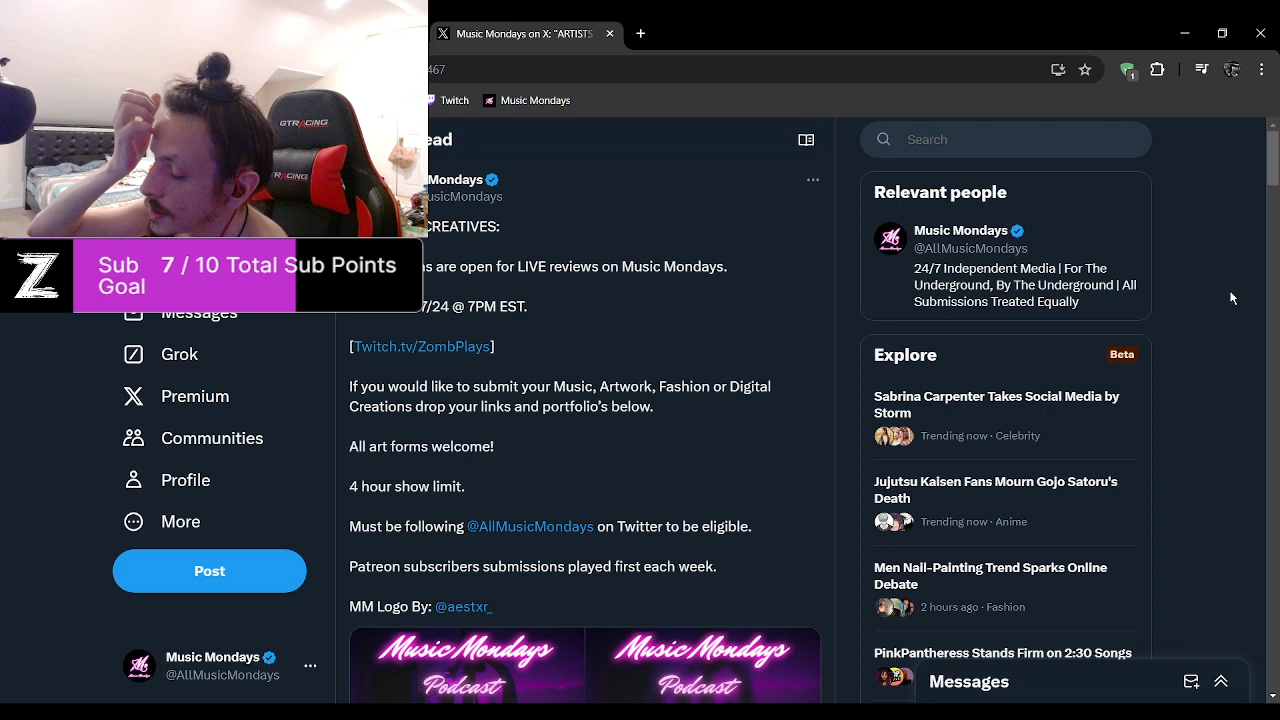 Music Mondays on X: "ARTISTS
467
Twitch
Music Mondays
ead
Search
GTRACING
RACING
Mondays
usicMondays
CREATIVES:
ns are open for LIVE reviews on Music Mondays.
7/24 @ 7PM EST.
[Twitch.tv/ZombPlays]
If you would like to submit your Music, Artwork, Fashion or Digital
Creations drop your links and portfolio's below.
All art forms welcome!
4 hour show limit.
Must be following @AllMusicMondays on Twitter to be eligible.
Patreon subscribers submissions played first each week.
MM Logo By: @aestxr_
Music Mondays
Podcast
Music Mondays
Podcast
Z
Sub
Goal
7 / 10 Total Sub Points
Messages
Grok
Premium
Communities
Profile
More
Post
Music Mondays
@AllMusicMondays
Relevant people
Music Mondays
@AllMusicMondays
24/7 Independent Media | For The
Underground, By The Underground | All
Submissions Treated Equally
Explore
Beta
Sabrina Carpenter Takes Social Media by
Storm
Trending now · Celebrity
Jujutsu Kaisen Fans Mourn Gojo Satoru's
Death
Trending now · Anime
Men Nail-Painting Trend Sparks Online
Debate
2 hours ago · Fashion
PinkPantheress Stands Firm on 2:30 Songs
Messages